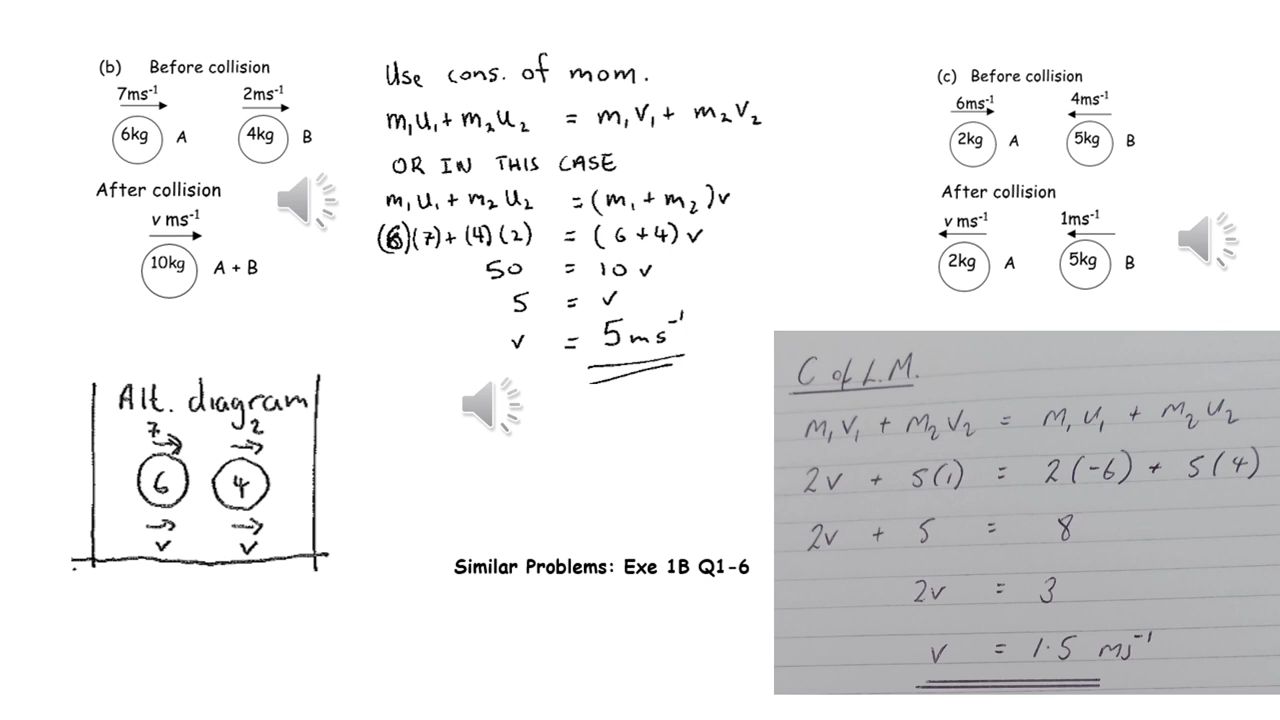 (b) Before collision
7ms⁻¹ 2ms⁻¹
6kg A 4kg B
After collision
v ms⁻¹
10kg A + B
Alt. diagram
7 2
6 4
v v
Use cons. of mom.
m₁u₁ + m₂u₂ = m₁v₁ + m₂v₂
OR IN THIS CASE
m₁u₁ + m₂u₂ = (m₁ + m₂)v
(6)(7) + (4)(2) = (6+4)v
50 = 10v
5 = v
v = 5ms⁻¹
Similar Problems: Exe 1B Q1-6
(c) Before collision
6ms⁻¹ 4ms⁻¹
2kg A 5kg B
After collision
v ms⁻¹ 1ms⁻¹
2kg A 5kg B
C of L.M.
m₁v₁ + m₂v₂ = m₁u₁ + m₂u₂
2v + 5(1) = 2(-6) + 5(4)
2v + 5 = 8
2v = 3
v = 1.5 ms⁻¹